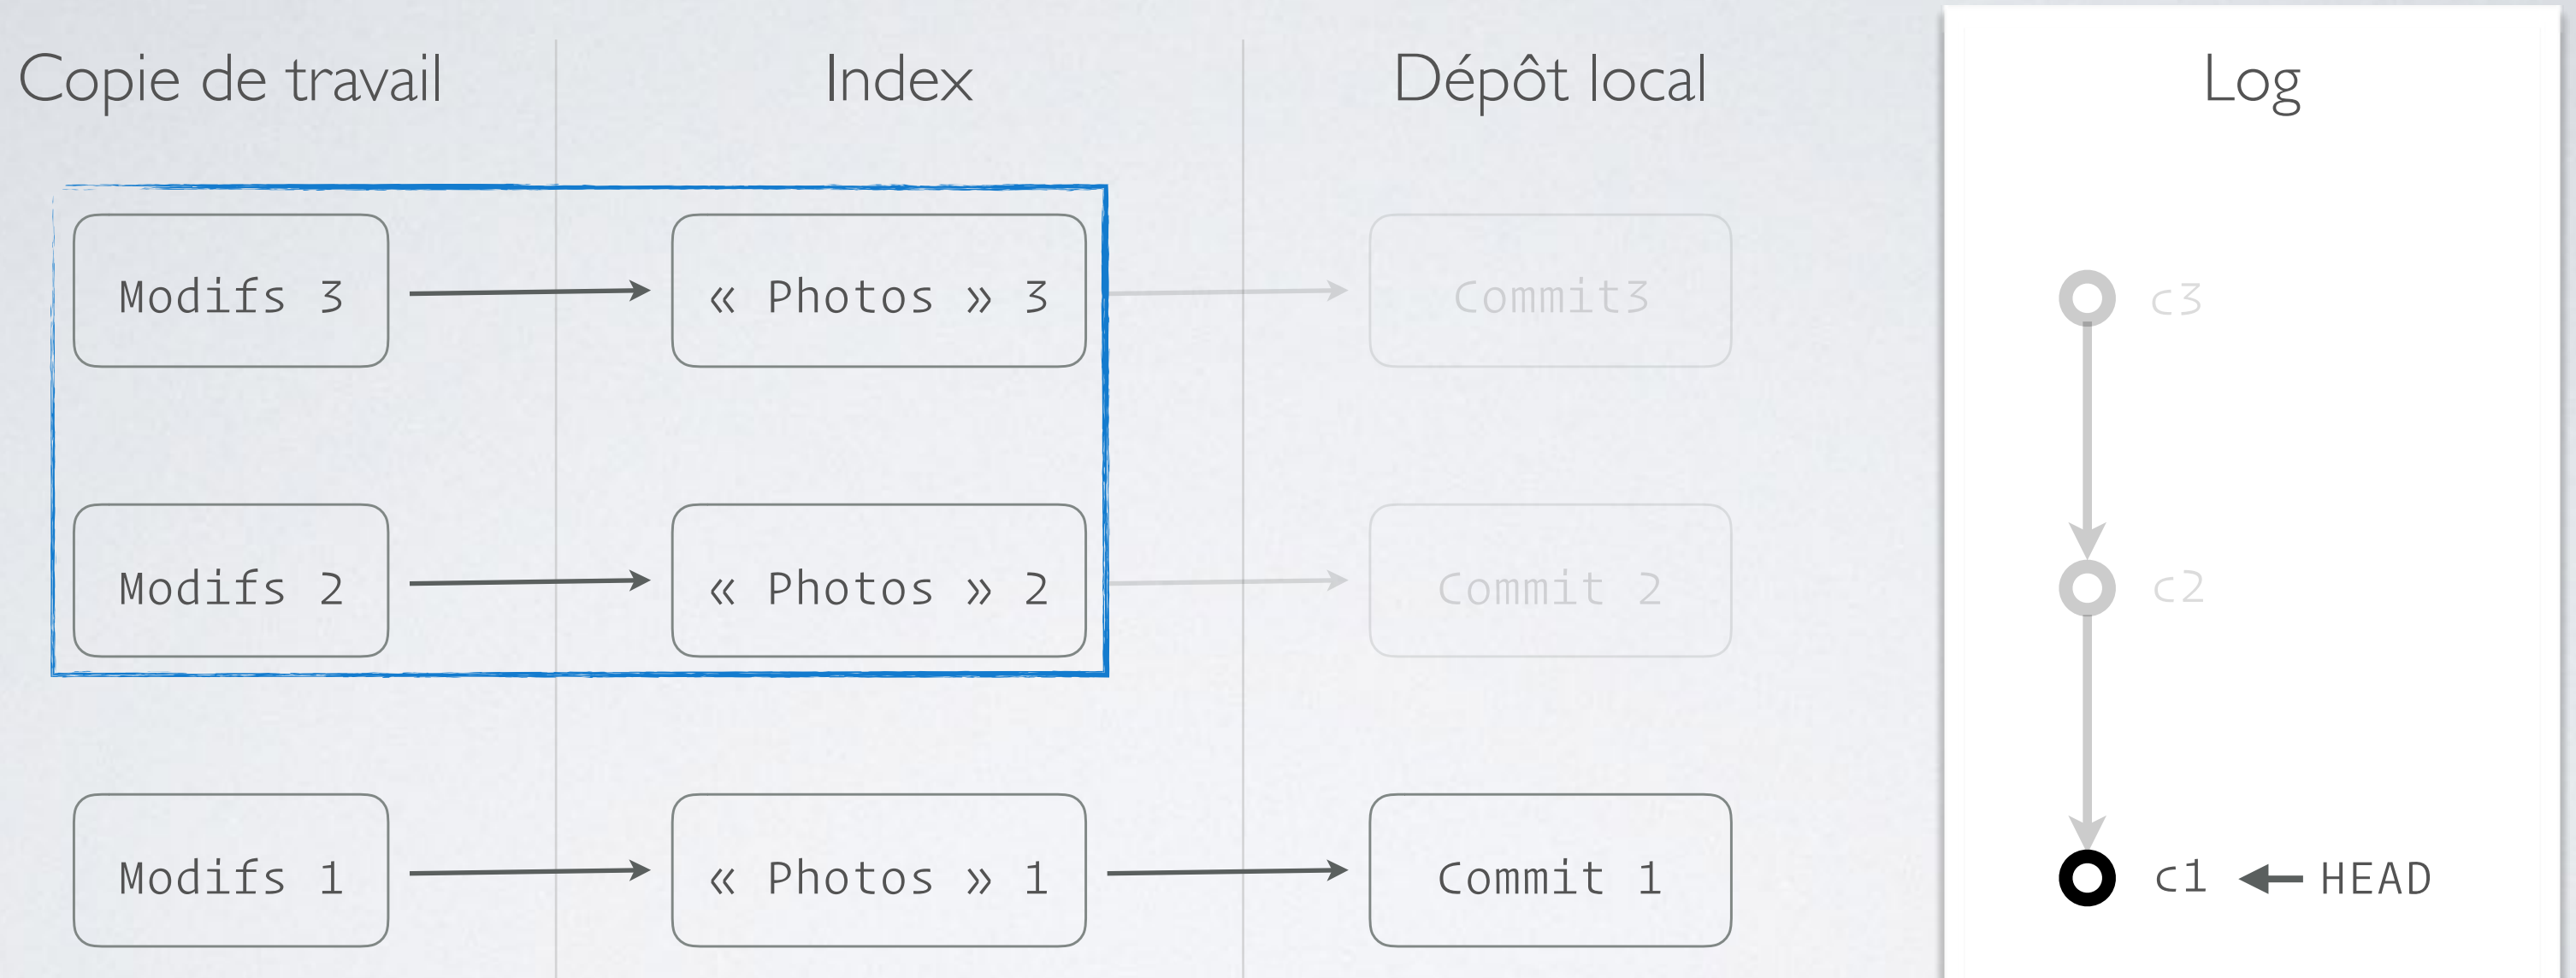 Copie de travail
Index
Dépôt local
Log
Modifs 3
« Photos » 3
Commit3
c3
Modifs 2
« Photos » 2
Commit 2
c2
Modifs 1
« Photos » 1
Commit 1
c1
HEAD